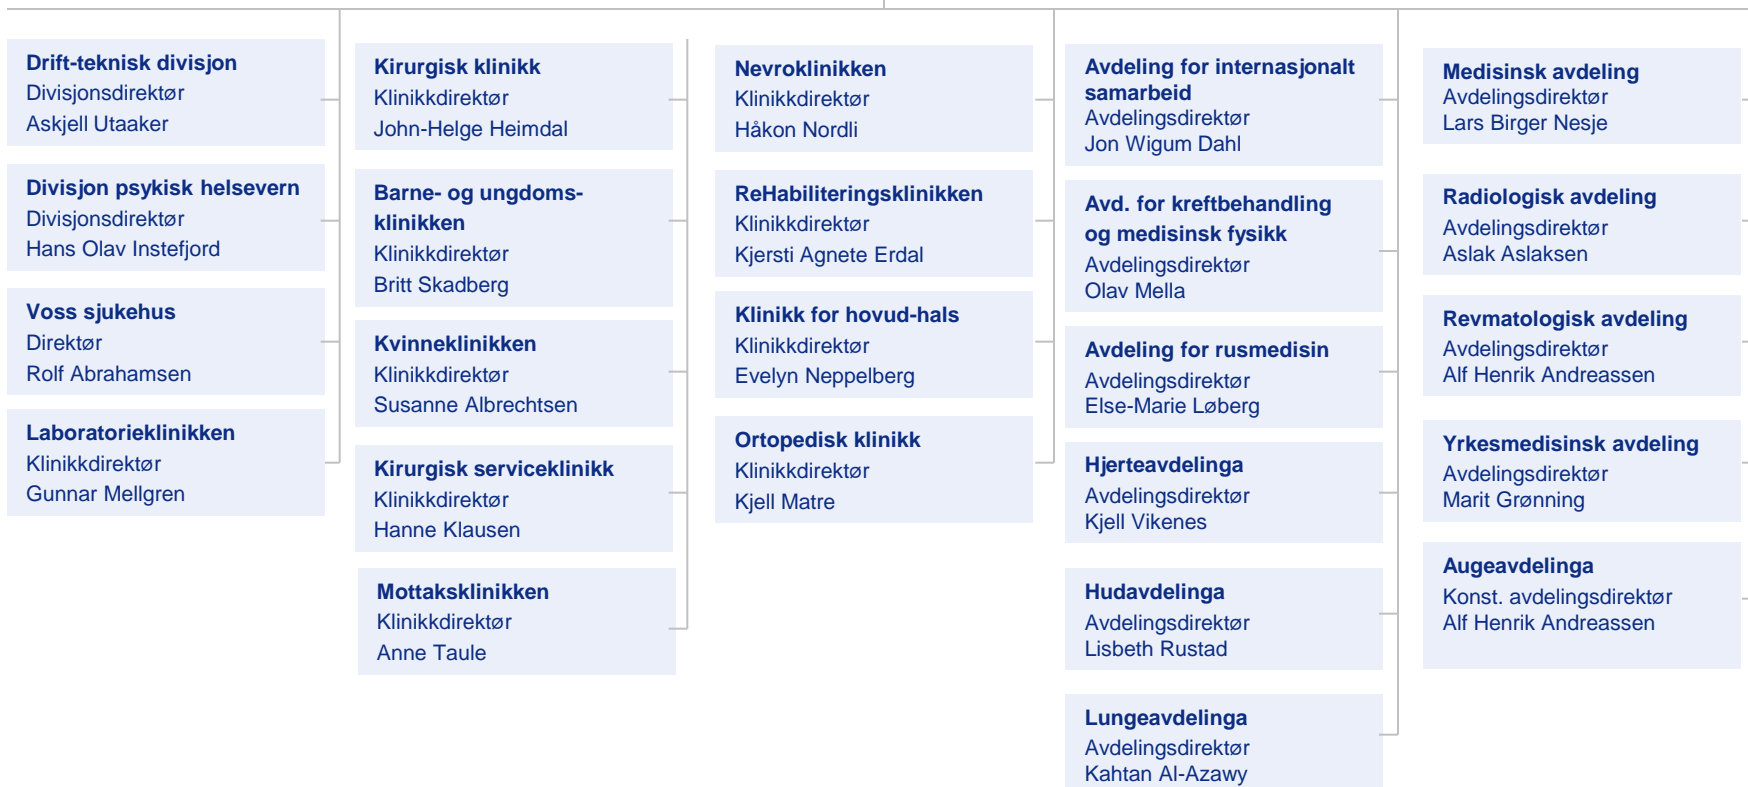 Drift-teknisk divisjon
Divisjonsdirektør
Askjell Utaaker
Divisjon psykisk helsevern
Divisjonsdirektør
Hans Olav Instefjord
Voss sjukehus
Direktør
Rolf Abrahamsen
Laboratorieklinikken
Klinikkdirektør
Gunnar Mellgren
Kirurgisk klinikk
Klinikkdirektør
John-Helge Heimdal
Barne- og ungdoms-
klinikken
Klinikkdirektør
Britt Skadberg
Kvinneklinikken
Klinikkdirektør
Susanne Albrechtsen
Kirurgisk serviceklinikk
Klinikkdirektør
Hanne Klausen
Mottaksklinikken
Klinikkdirektør
Anne Taule
Nevroklinikken
Klinikkdirektør
Håkon Nordli
ReHabiliteringsklinikken
Klinikkdirektør
Kjersti Agnete Erdal
Klinikk for hovud-hals
Klinikkdirektør
Evelyn Neppelberg
Ortopedisk klinikk
Klinikkdirektør
Kjell Matre
Avdeling for internasjonalt
samarbeid
Avdelingsdirektør
Jon Wigum Dahl
Avd. for kreftbehandling
og medisinsk fysikk
Avdelingsdirektør
Olav Mella
Avdeling for rusmedisin
Avdelingsdirektør
Else-Marie Løberg
Hjerteavdelinga
Avdelingsdirektør
Kjell Vikenes
Hudavdelinga
Avdelingsdirektør
Lisbeth Rustad
Lungeavdelinga
Avdelingsdirektør
Kahtan Al-Azawy
Medisinsk avdeling
Avdelingsdirektør
Lars Birger Nesje
Radiologisk avdeling
Avdelingsdirektør
Aslak Aslaksen
Revmatologisk avdeling
Avdelingsdirektør
Alf Henrik Andreassen
Yrkesmedisinsk avdeling
Avdelingsdirektør
Marit Grønning
Augeavdelinga
Konst. avdelingsdirektør
Alf Henrik Andreassen